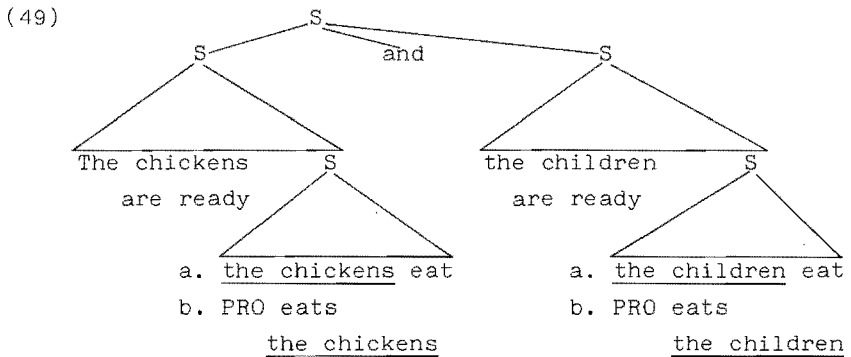 (49)
S
S and S
The chickens S the children S
are ready are ready
a. the chickens eat a. the children eat
b. PRO eats b. PRO eats
the chickens the children